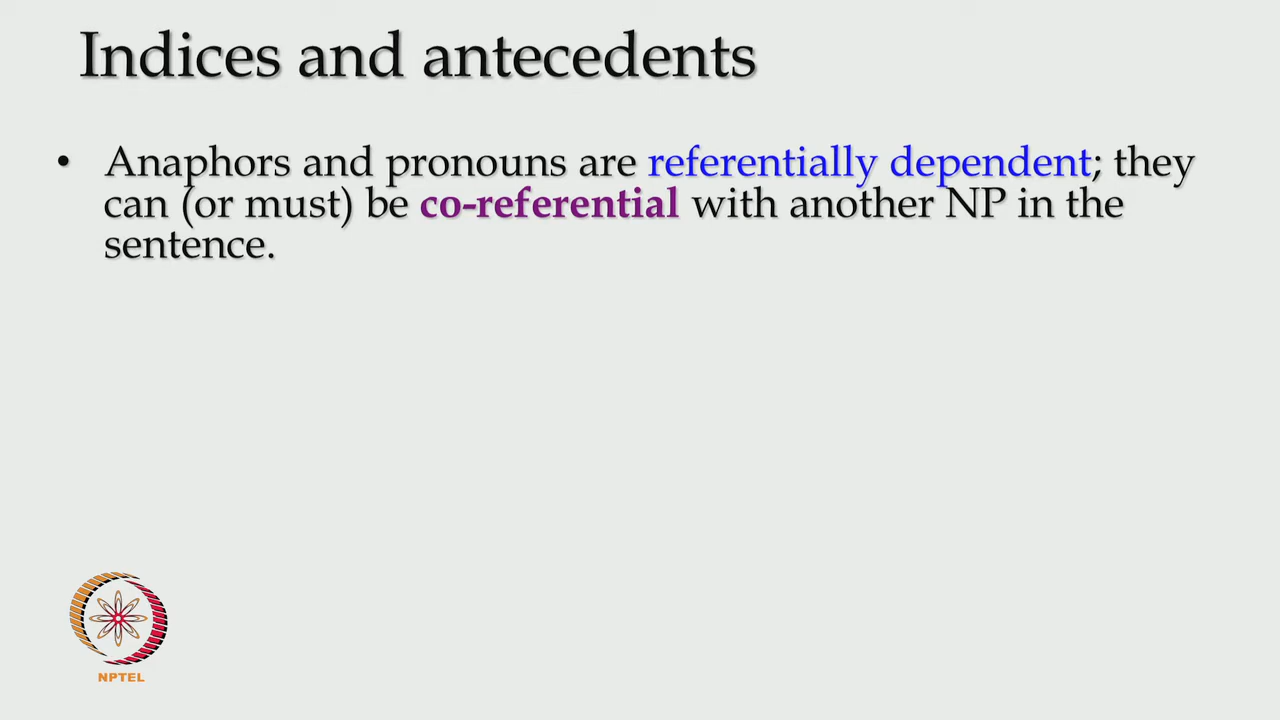 Indices and antecedents
• Anaphors and pronouns are referentially dependent; they
can (or must) be co-referential with another NP in the
sentence.
NPTEL